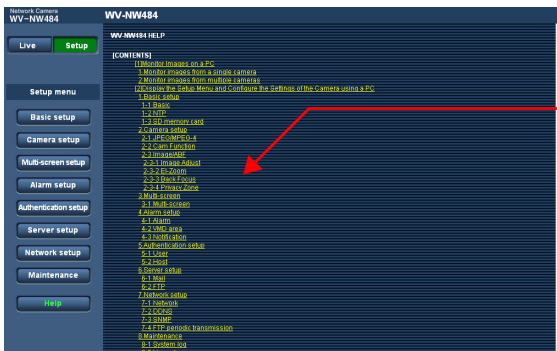 Network Camera
WV-NW484
WV-NW484
Live
Setup
Setup menu
Basic setup
Camera setup
Multi-screen setup
Alarm setup
Authentication setup
Server setup
Network setup
Maintenance
Help
WV-NW484 HELP
[CONTENTS]
[1]Monitor Images on a PC
1.Monitor images from a single camera
2.Monitor images from multiple cameras
[2]Display the Setup Menu and Configure the Settings of the Camera using a PC
1.Basic setup
1-1 Basic
1-2 NTP
1-3 SD memory card
2.Camera setup
2-1 JPEG/MPEG-4
2-2 Cam Function
2-3 Image/ABF
2-3-1 Image Adjust
2-3-2 El-Zoom
2-3-3 Back Focus
2-3-4 Privacy Zone
3.Multi-screen
3-1 Multi-screen
4.Alarm setup
4-1 Alarm
4-2 VMD area
4-3 Notification
5.Authentication setup
5-1 User
5-2 Host
6.Server setup
6-1 Mail
6-2 FTP
7.Network setup
7-1 Network
7-2 DDNS
7-3 SNMP
7-4 FTP periodic transmission
8.Maintenance
8-1 System log